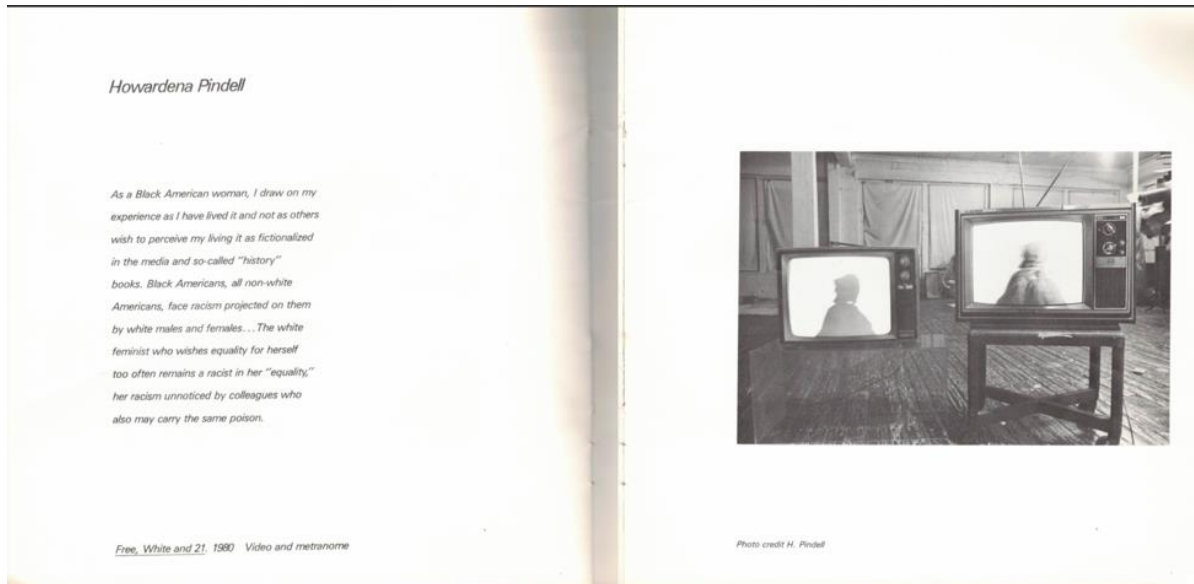 Howardena Pindell
As a Black American woman, I draw on my
experience as I have lived it and not as others
wish to perceive my living it as fictionalized
in the media and so-called "history"
books. Black Americans, all non-white
Americans, face racism projected on them
by white males and females...The white
feminist who wishes equality for herself
too often remains a racist in her "equality,"
her racism unnoticed by colleagues who
also may carry the same poison.
Free, White and 21. 1980 Video and metranome
Photo credit H. Pindell